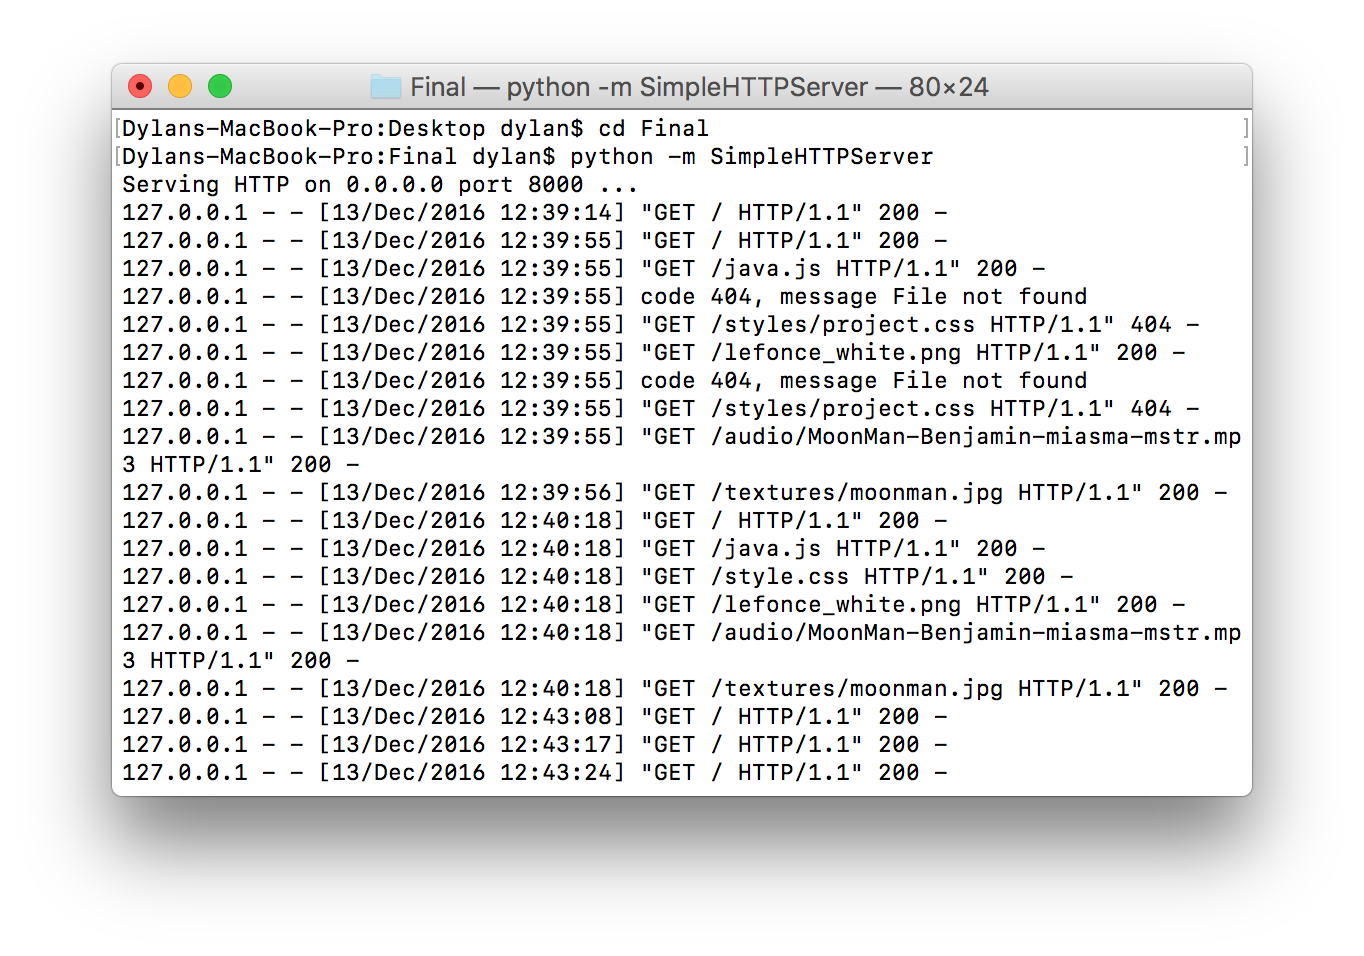 Final — python -m SimpleHTTPServer — 80×24
[Dylans-MacBook-Pro:Desktop dylan$ cd Final ]
[Dylans-MacBook-Pro:Final dylan$ python -m SimpleHTTPServer ]
Serving HTTP on 0.0.0.0 port 8000 ...
127.0.0.1 - - [13/Dec/2016 12:39:14] "GET / HTTP/1.1" 200 -
127.0.0.1 - - [13/Dec/2016 12:39:55] "GET / HTTP/1.1" 200 -
127.0.0.1 - - [13/Dec/2016 12:39:55] "GET /java.js HTTP/1.1" 200 -
127.0.0.1 - - [13/Dec/2016 12:39:55] code 404, message File not found
127.0.0.1 - - [13/Dec/2016 12:39:55] "GET /styles/project.css HTTP/1.1" 404 -
127.0.0.1 - - [13/Dec/2016 12:39:55] "GET /lefonce_white.png HTTP/1.1" 200 -
127.0.0.1 - - [13/Dec/2016 12:39:55] code 404, message File not found
127.0.0.1 - - [13/Dec/2016 12:39:55] "GET /styles/project.css HTTP/1.1" 404 -
127.0.0.1 - - [13/Dec/2016 12:39:55] "GET /audio/MoonMan-Benjamin-miasma-mstr.mp
3 HTTP/1.1" 200 -
127.0.0.1 - - [13/Dec/2016 12:39:56] "GET /textures/moonman.jpg HTTP/1.1" 200 -
127.0.0.1 - - [13/Dec/2016 12:40:18] "GET / HTTP/1.1" 200 -
127.0.0.1 - - [13/Dec/2016 12:40:18] "GET /java.js HTTP/1.1" 200 -
127.0.0.1 - - [13/Dec/2016 12:40:18] "GET /style.css HTTP/1.1" 200 -
127.0.0.1 - - [13/Dec/2016 12:40:18] "GET /lefonce_white.png HTTP/1.1" 200 -
127.0.0.1 - - [13/Dec/2016 12:40:18] "GET /audio/MoonMan-Benjamin-miasma-mstr.mp
3 HTTP/1.1" 200 -
127.0.0.1 - - [13/Dec/2016 12:40:18] "GET /textures/moonman.jpg HTTP/1.1" 200 -
127.0.0.1 - - [13/Dec/2016 12:43:08] "GET / HTTP/1.1" 200 -
127.0.0.1 - - [13/Dec/2016 12:43:17] "GET / HTTP/1.1" 200 -
127.0.0.1 - - [13/Dec/2016 12:43:24] "GET / HTTP/1.1" 200 -